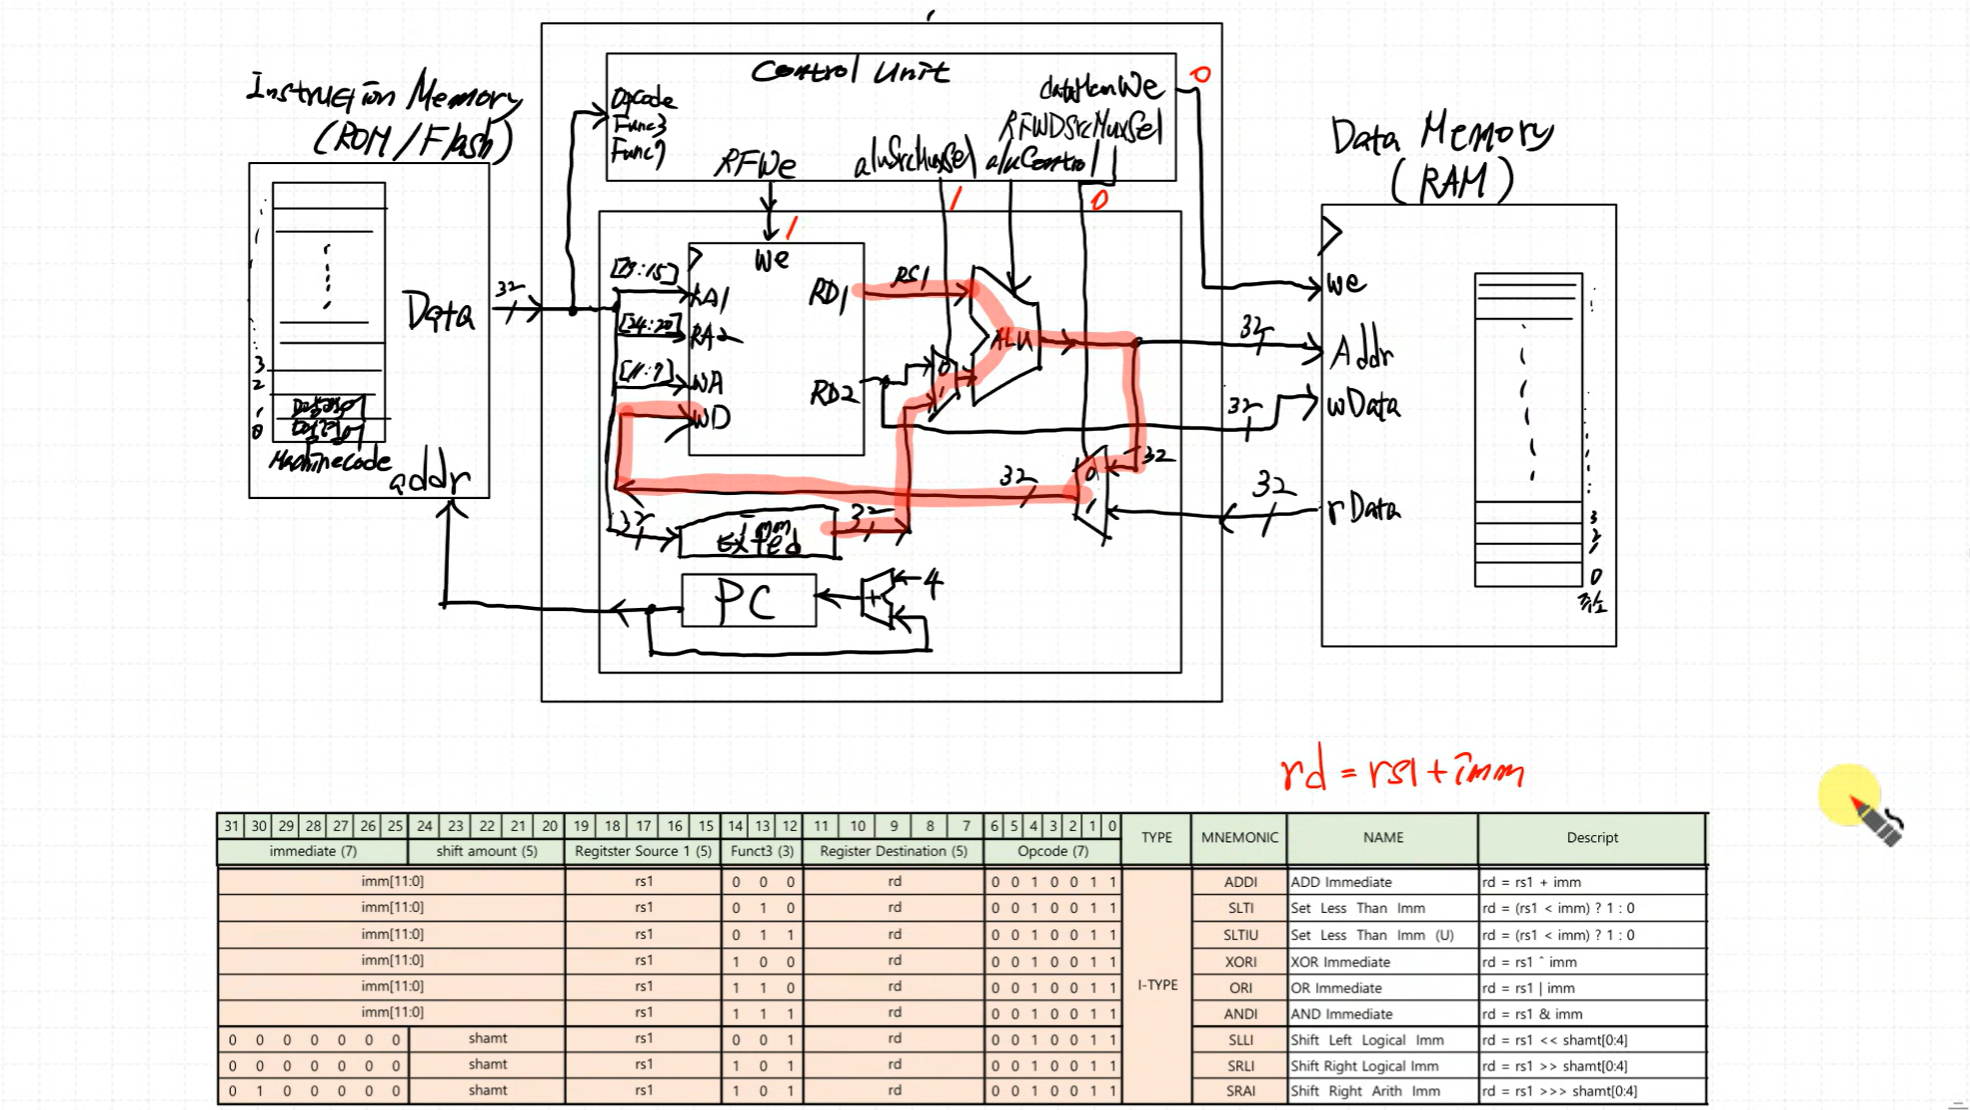 Control Unit
0
Instrucion Memory
(ROM/Flash)
Opcode
Func3
Func7
dataMemWe
RFWDSrcMuxSel
RFWe
aluSrcMuxSel
aluControl
Data Memory
(RAM)
1
1
0
[19:15]
we
RA1
RD1
RS1
we
32
Data
[24:20]
RA2
ALU
32
Addr
[11:7]
WA
RD2
0
1
32
wData
WD
3
2
1
0
Machinecode
addr
32
0
1
32
32
rData
32
Imm
Exted
32
3
2
1
0
주소
PC
+
4
rd = rs1 + imm
31 30 29 28 27 26 25 24 23 22 21 20 19 18 17 16 15 14 13 12 11 10 9 8 7 6 5 4 3 2 1 0 TYPE MNEMONIC NAME Descript
immediate (7) shift amount (5) Regitster Source 1 (5) Funct3 (3) Register Destination (5) Opcode (7)
imm[11:0] rs1 0 0 0 rd 0 0 1 0 0 1 1 ADDI ADD Immediate rd = rs1 + imm
imm[11:0] rs1 0 1 0 rd 0 0 1 0 0 1 1 SLTI Set Less Than Imm rd = (rs1 < imm) ? 1 : 0
imm[11:0] rs1 0 1 1 rd 0 0 1 0 0 1 1 SLTIU Set Less Than Imm (U) rd = (rs1 < imm) ? 1 : 0
imm[11:0] rs1 1 0 0 rd 0 0 1 0 0 1 1 XORI XOR Immediate rd = rs1 ^ imm
I-TYPE
imm[11:0] rs1 1 1 0 rd 0 0 1 0 0 1 1 ORI OR Immediate rd = rs1 | imm
imm[11:0] rs1 1 1 1 rd 0 0 1 0 0 1 1 ANDI AND Immediate rd = rs1 & imm
0 0 0 0 0 0 0 shamt rs1 0 0 1 rd 0 0 1 0 0 1 1 SLLI Shift Left Logical Imm rd = rs1 << shamt[0:4]
0 0 0 0 0 0 0 shamt rs1 1 0 1 rd 0 0 1 0 0 1 1 SRLI Shift Right Logical Imm rd = rs1 >> shamt[0:4]
0 1 0 0 0 0 0 shamt rs1 1 0 1 rd 0 0 1 0 0 1 1 SRAI Shift Right Arith Imm rd = rs1 >>> shamt[0:4]